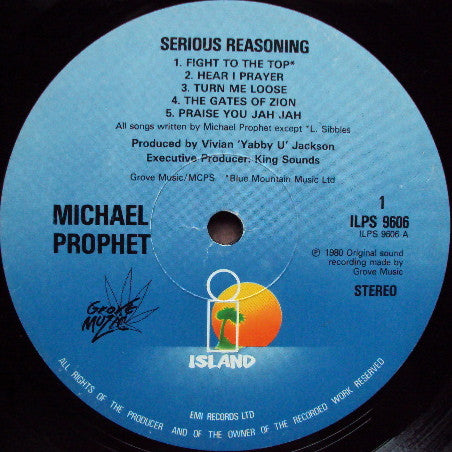 SERIOUS REASONING
1. FIGHT TO THE TOP*
2. HEAR I PRAYER
3. TURN ME LOOSE
4. THE GATES OF ZION
5. PRAISE YOU JAH JAH
All songs written by Michael Prophet except *L. Sibbles
Produced by Vivian 'Yabby U' Jackson
Executive Producer: King Sounds
Grove Music/MCPS *Blue Mountain Music Ltd
MICHAEL
PROPHET
1
ILPS 9606
ILPS 9606 A
℗ 1980 Original sound
recording made by
Grove Music
STEREO
GROVE
MUZIC
ISLAND
EMI RECORDS LTD
ALL RIGHTS OF THE PRODUCER AND OF THE OWNER OF THE RECORDED WORK RESERVED